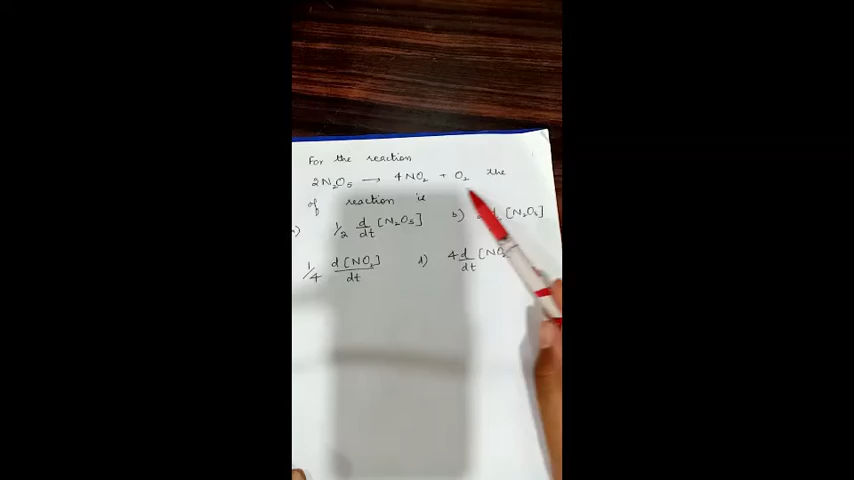 For the reaction
2N₂O₅ → 4NO₂ + O₂ the
of reaction is
) 1/2 d/dt [N₂O₅] b) [N₂O₅]
1/4 d[NO₂]/dt d) 4 d/dt [NO₂